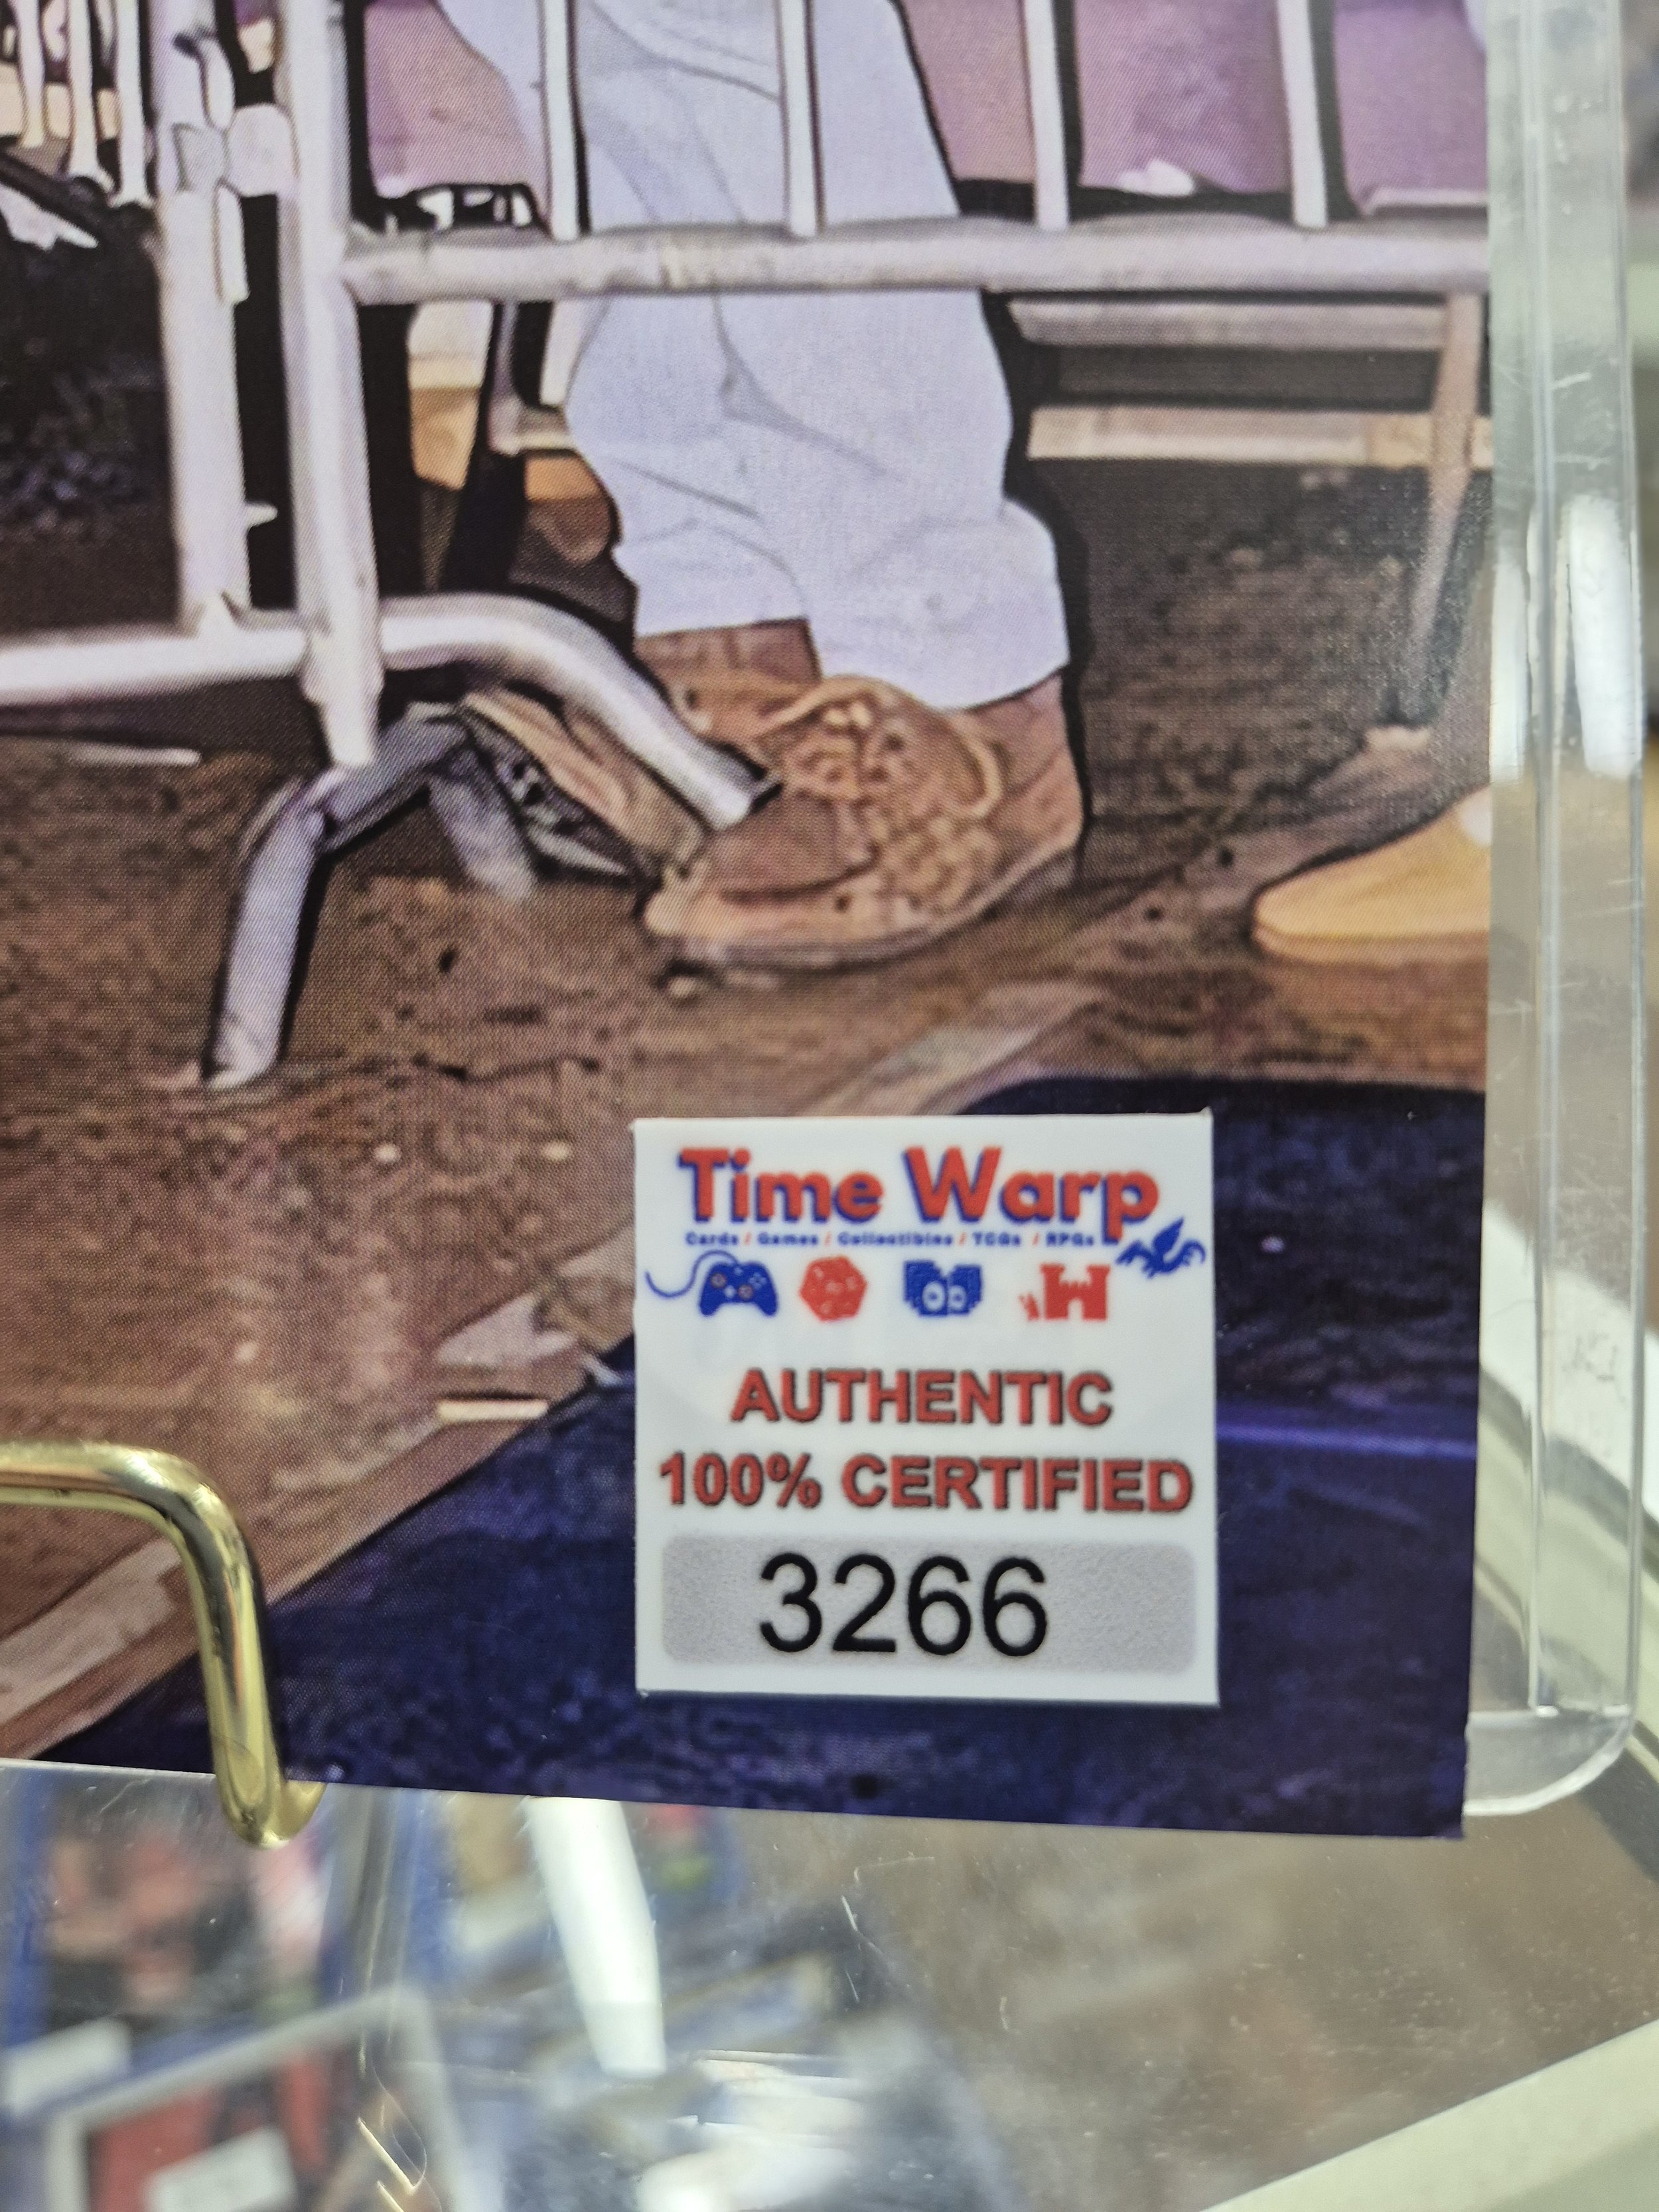 Time Warp
Cards / Games / Collectibles / TCGs / RPGs
AUTHENTIC
100% CERTIFIED
3266